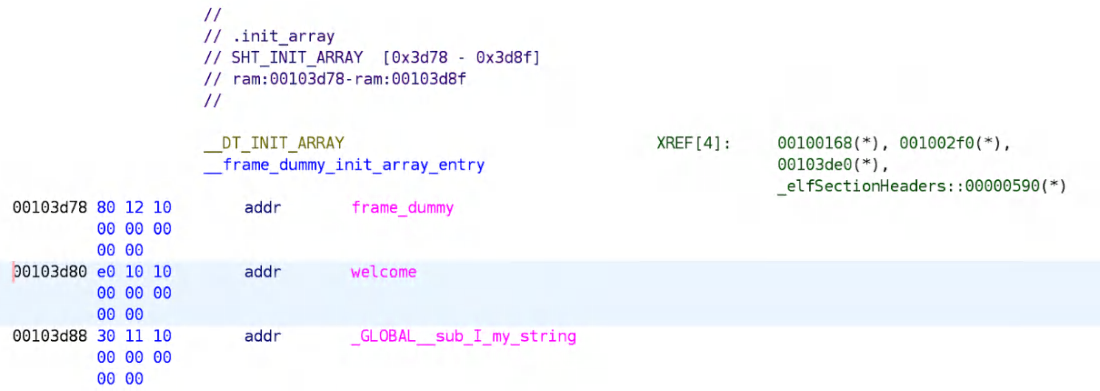 //
// .init_array
// SHT_INIT_ARRAY [0x3d78 - 0x3d8f]
// ram:00103d78-ram:00103d8f
//
__DT_INIT_ARRAY XREF[4]: 00100168(*), 001002f0(*),
__frame_dummy_init_array_entry 00103de0(*),
_elfSectionHeaders::00000590(*)
00103d78 80 12 10 addr frame_dummy
00 00 00
00 00
00103d80 e0 10 10 addr welcome
00 00 00
00 00
00103d88 30 11 10 addr _GLOBAL__sub_I_my_string
00 00 00
00 00